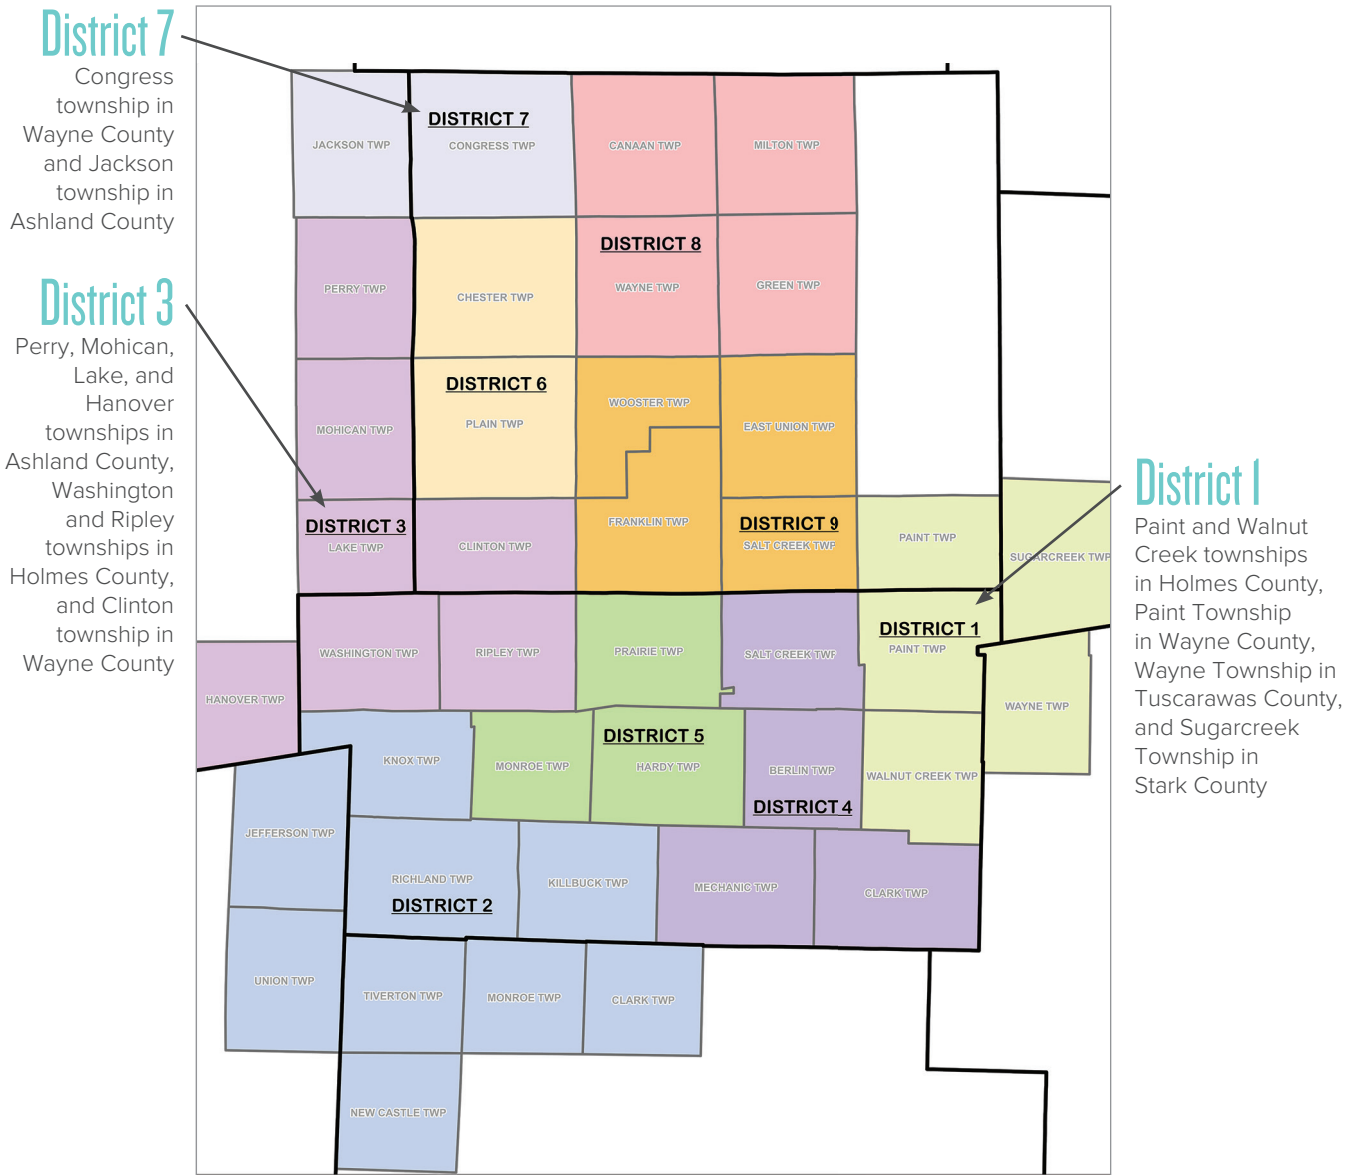 District 7
Congress
township in
Wayne County
and Jackson
township in
Ashland County
District 3
Perry, Mohican,
Lake, and
Hanover
townships in
Ashland County,
Washington
and Ripley
townships in
Holmes County,
and Clinton
township in
Wayne County
DISTRICT 7
JACKSON TWP
CONGRESS TWP
CANAAN TWP
MILTON TWP
DISTRICT 8
PERRY TWP
CHESTER TWP
WAYNE TWP
GREEN TWP
DISTRICT 6
WOOSTER TWP
MOHICAN TWP
PLAIN TWP
EAST UNION TWP
DISTRICT 3
LAKE TWP
CLINTON TWP
FRANKLIN TWP
DISTRICT 9
SALT CREEK TWP
PAINT TWP
SUGARCREEK TWP
DISTRICT 1
WASHINGTON TWP
RIPLEY TWP
PRAIRIE TWP
SALT CREEK TWP
PAINT TWP
HANOVER TWP
WAYNE TWP
DISTRICT 5
KNOX TWP
MONROE TWP
HARDY TWP
BERLIN TWP
WALNUT CREEK TWP
DISTRICT 4
JEFFERSON TWP
RICHLAND TWP
KILLBUCK TWP
MECHANIC TWP
CLARK TWP
DISTRICT 2
UNION TWP
TIVERTON TWP
MONROE TWP
CLARK TWP
NEW CASTLE TWP
District 1
Paint and Walnut
Creek townships
in Holmes County,
Paint Township
in Wayne County,
Wayne Township in
Tuscarawas County,
and Sugarcreek
Township in
Stark County